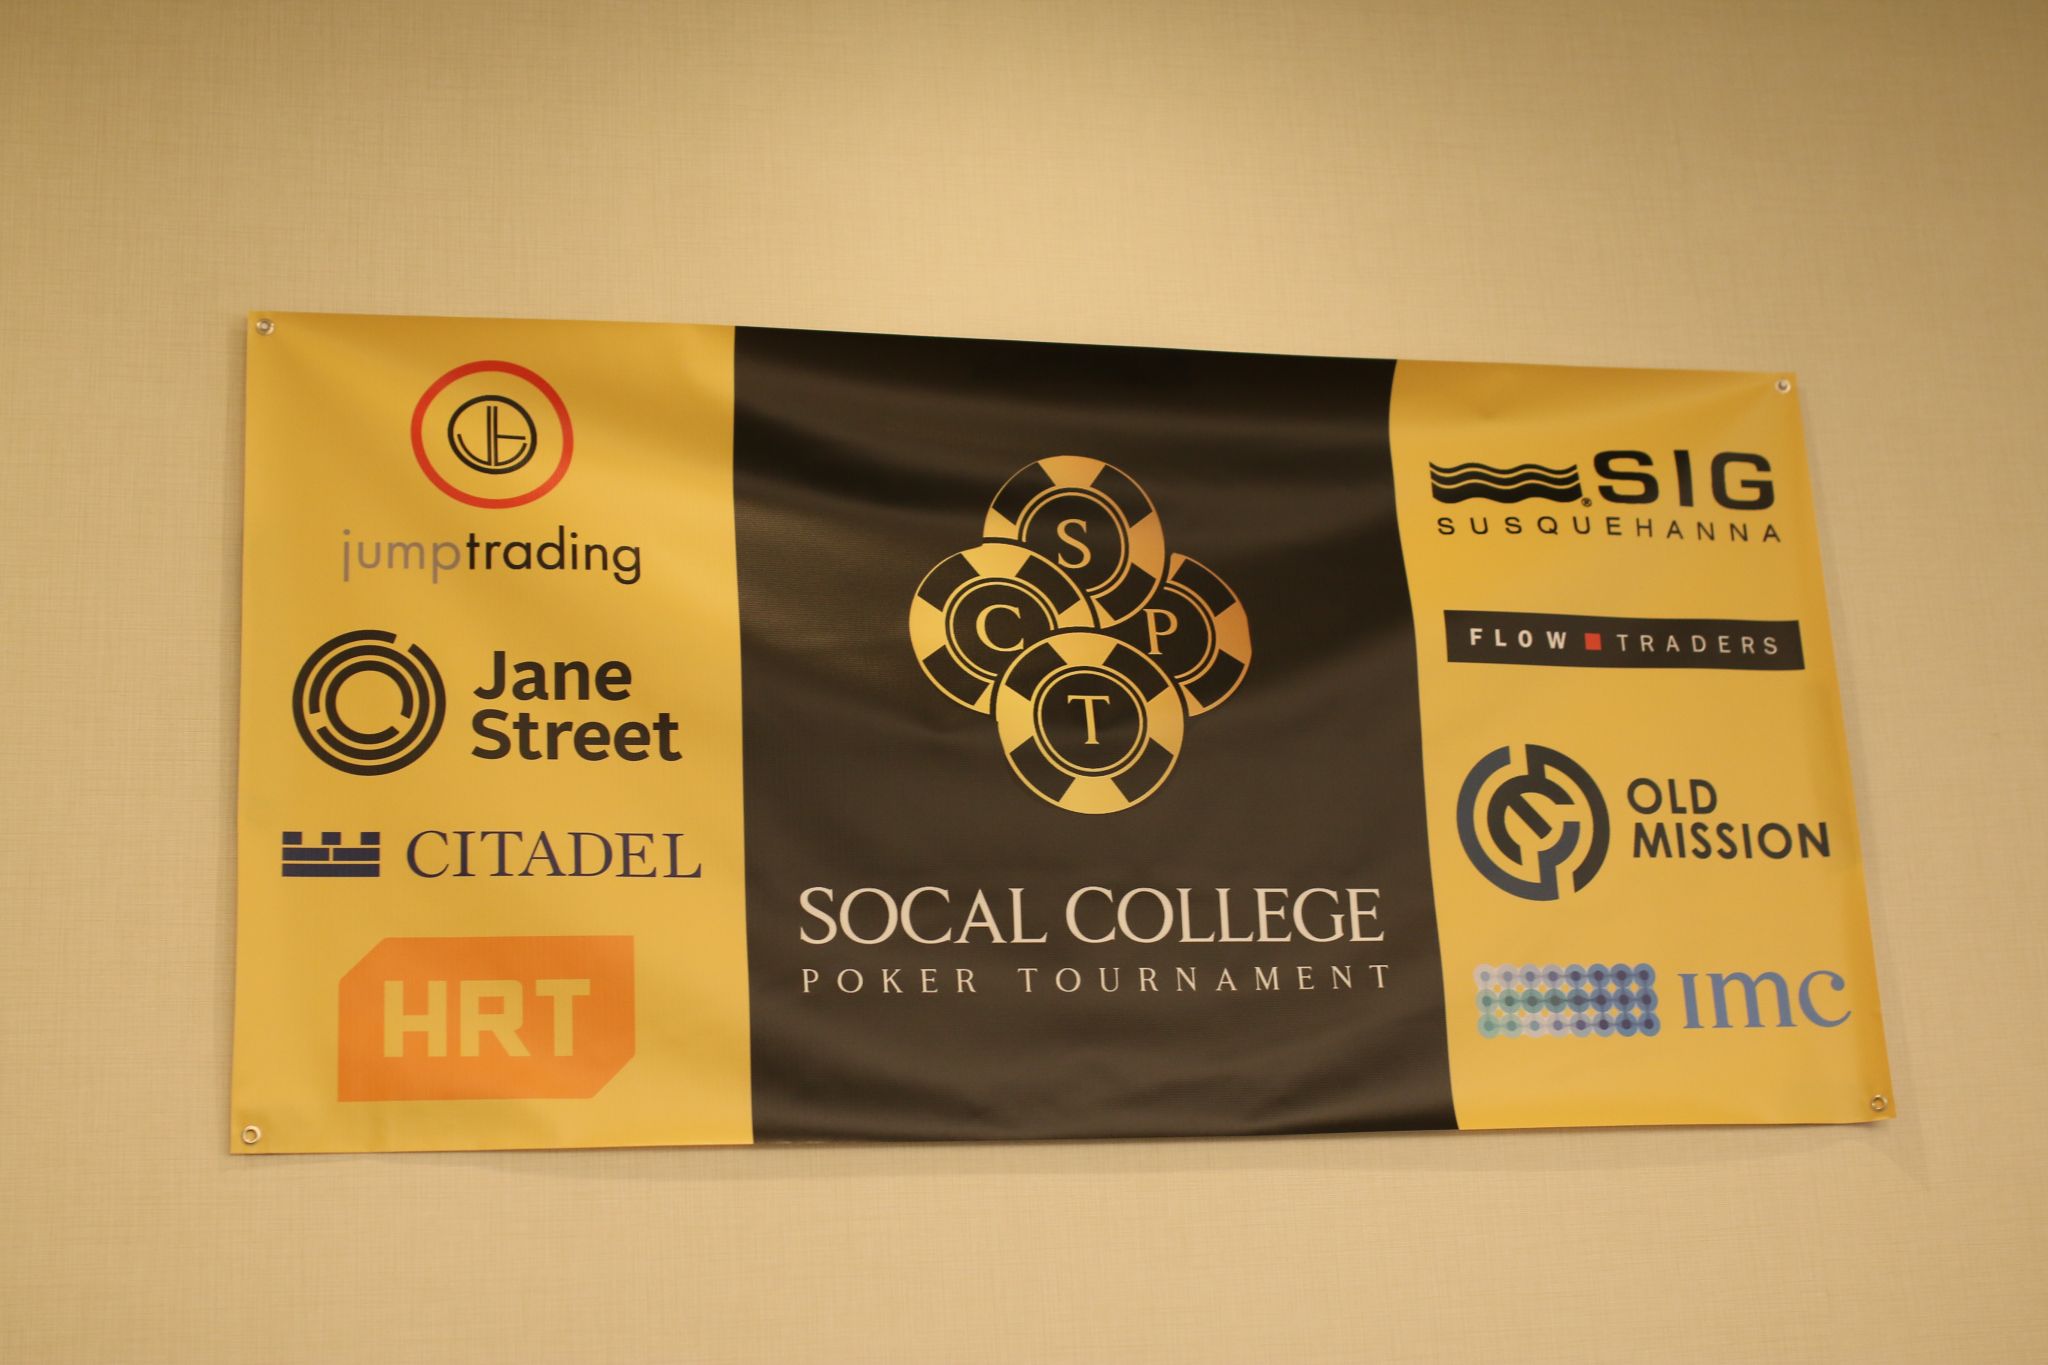 jumptrading
Jane
Street
CITADEL
HRT
S
C
P
T
SOCAL COLLEGE
POKER TOURNAMENT
SIG
®
SUSQUEHANNA
FLOW TRADERS
OLD
MISSION
imc